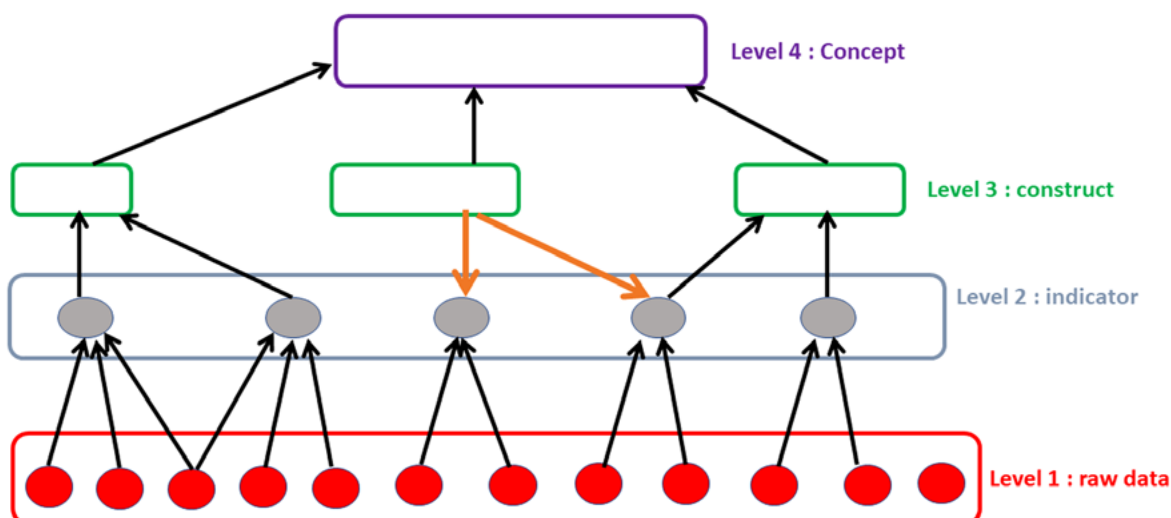 Level 4 : Concept
Level 3 : construct
Level 2 : indicator
Level 1 : raw data